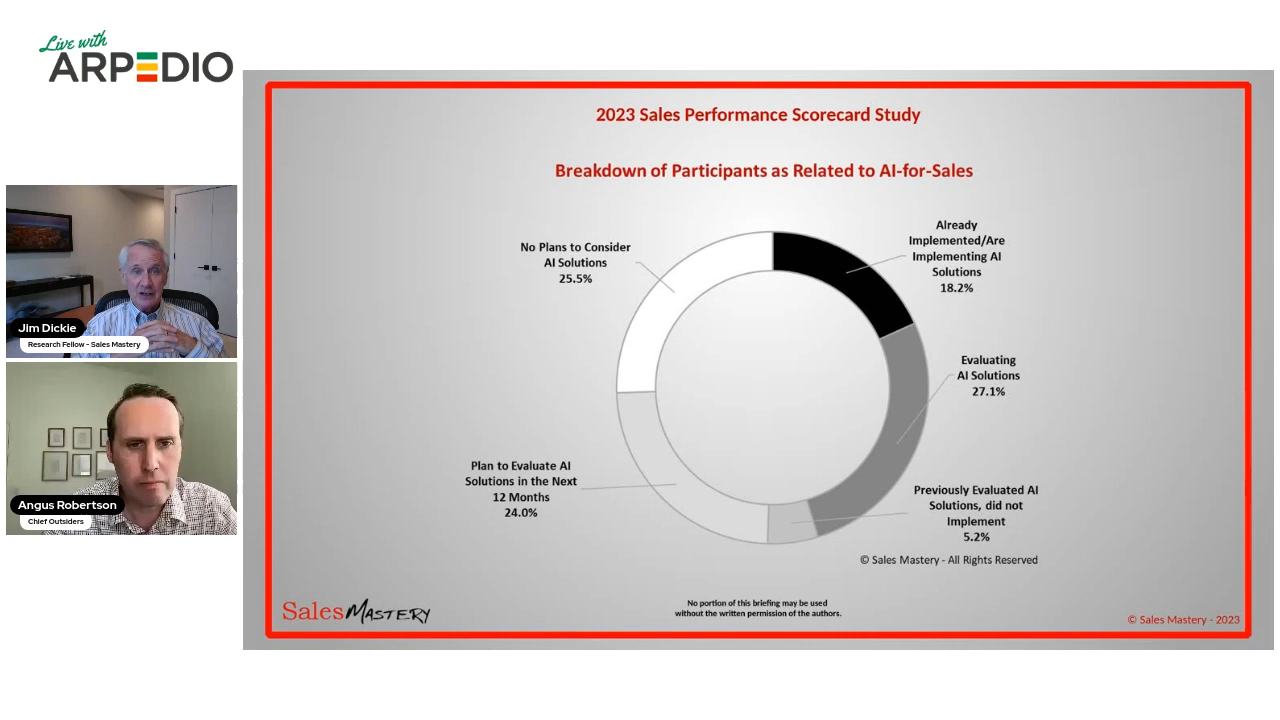 Live with
ARPEDIO
2023 Sales Performance Scorecard Study
Breakdown of Participants as Related to AI-for-Sales
No Plans to Consider
AI Solutions
25.5%
Already
Implemented/Are
Implementing AI
Solutions
18.2%
Evaluating
AI Solutions
27.1%
Plan to Evaluate AI
Solutions in the Next
12 Months
24.0%
Previously Evaluated AI
Solutions, did not
Implement
5.2%
© Sales Mastery - All Rights Reserved
Sales MASTERY
No portion of this briefing may be used
without the written permission of the authors.
© Sales Mastery - 2023
Jim Dickie
Research Fellow - Sales Mastery
Angus Robertson
Chief Outsiders